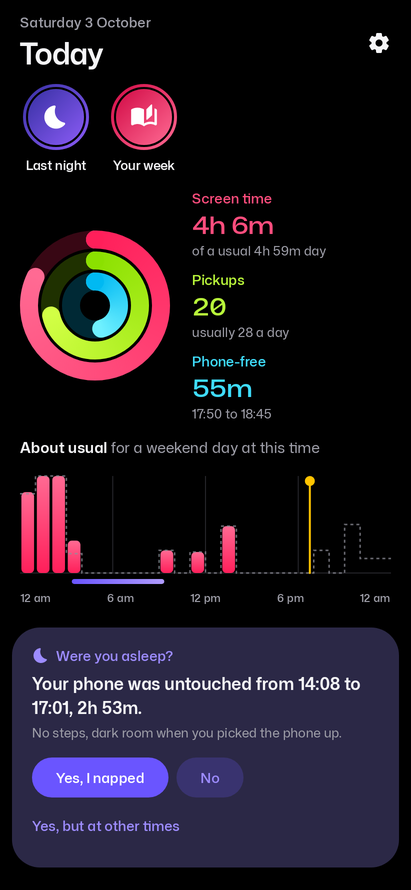 Saturday 3 October
Today
Last night
Your week
Screen time
4h 6m
of a usual 4h 59m day
Pickups
20
usually 28 a day
Phone-free
55m
17:50 to 18:45
About usual for a weekend day at this time
12 am
6 am
12 pm
6 pm
12 am
Were you asleep?
Your phone was untouched from 14:08 to
17:01, 2h 53m.
No steps, dark room when you picked the phone up.
Yes, I napped
No
Yes, but at other times